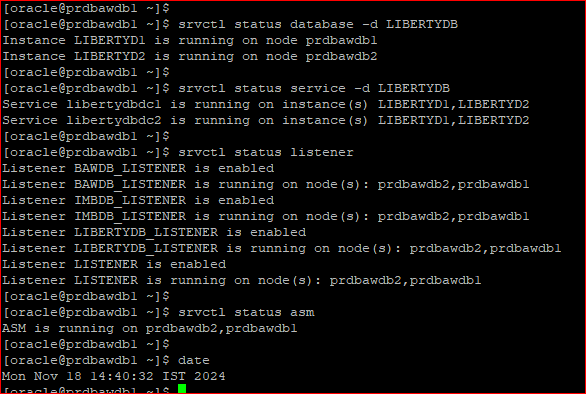 [oracle@prdbawdb1 ~]$
[oracle@prdbawdb1 ~]$ srvctl status database -d LIBERTYDB
Instance LIBERTYD1 is running on node prdbawdb1
Instance LIBERTYD2 is running on node prdbawdb2
[oracle@prdbawdb1 ~]$
[oracle@prdbawdb1 ~]$ srvctl status service -d LIBERTYDB
Service libertydbdc1 is running on instance(s) LIBERTYD1,LIBERTYD2
Service libertydbdc2 is running on instance(s) LIBERTYD1,LIBERTYD2
[oracle@prdbawdb1 ~]$
[oracle@prdbawdb1 ~]$ srvctl status listener
Listener BAWDB_LISTENER is enabled
Listener BAWDB_LISTENER is running on node(s): prdbawdb2,prdbawdb1
Listener IMBDB_LISTENER is enabled
Listener IMBDB_LISTENER is running on node(s): prdbawdb2,prdbawdb1
Listener LIBERTYDB_LISTENER is enabled
Listener LIBERTYDB_LISTENER is running on node(s): prdbawdb2,prdbawdb1
Listener LISTENER is enabled
Listener LISTENER is running on node(s): prdbawdb2,prdbawdb1
[oracle@prdbawdb1 ~]$
[oracle@prdbawdb1 ~]$ srvctl status asm
ASM is running on prdbawdb2,prdbawdb1
[oracle@prdbawdb1 ~]$
[oracle@prdbawdb1 ~]$ date
Mon Nov 18 14:40:32 IST 2024
[oracle@prdbawdb1 ~]$